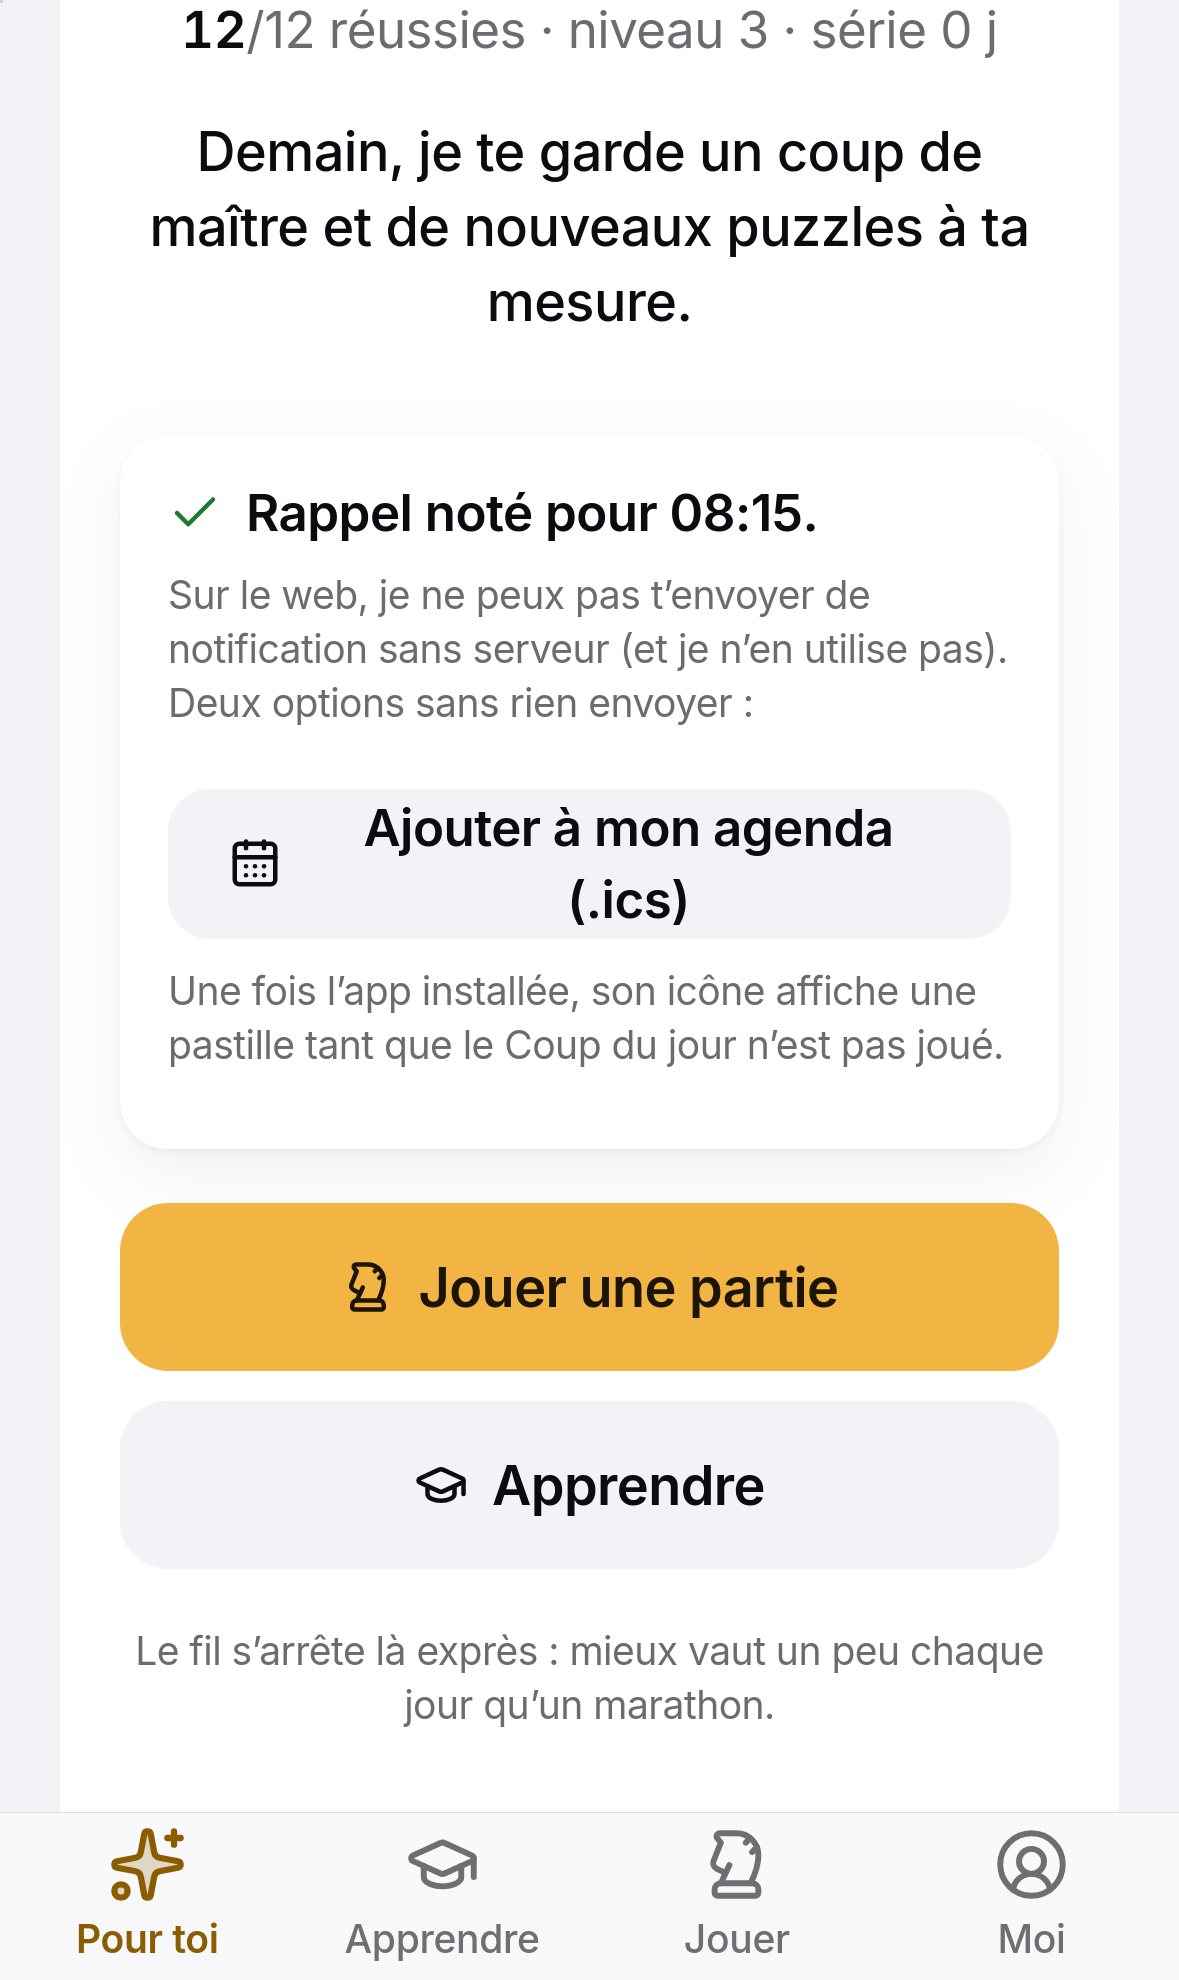 12/12 réussies · niveau 3 · série 0 j
Demain, je te garde un coup de
maître et de nouveaux puzzles à ta
mesure.
Rappel noté pour 08:15.
Sur le web, je ne peux pas t’envoyer de
notification sans serveur (et je n’en utilise pas).
Deux options sans rien envoyer :
Ajouter à mon agenda
(.ics)
Une fois l’app installée, son icône affiche une
pastille tant que le Coup du jour n’est pas joué.
Jouer une partie
Apprendre
Le fil s’arrête là exprès : mieux vaut un peu chaque
jour qu’un marathon.
Pour toi
Apprendre
Jouer
Moi